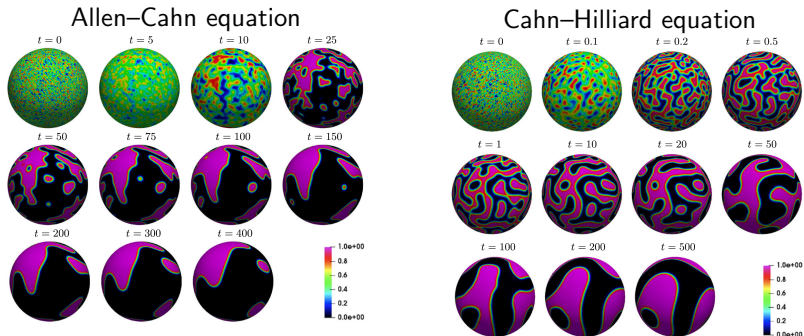 Allen–Cahn equation
t = 0 t = 5 t = 10 t = 25
t = 50 t = 75 t = 100 t = 150
t = 200 t = 300 t = 400
1.0e+00
0.8
0.6
0.4
0.2
0.0e+00
Cahn–Hilliard equation
t = 0 t = 0.1 t = 0.2 t = 0.5
t = 1 t = 10 t = 20 t = 50
t = 100 t = 200 t = 500
1.0e+00
0.8
0.6
0.4
0.2
0.0e+00